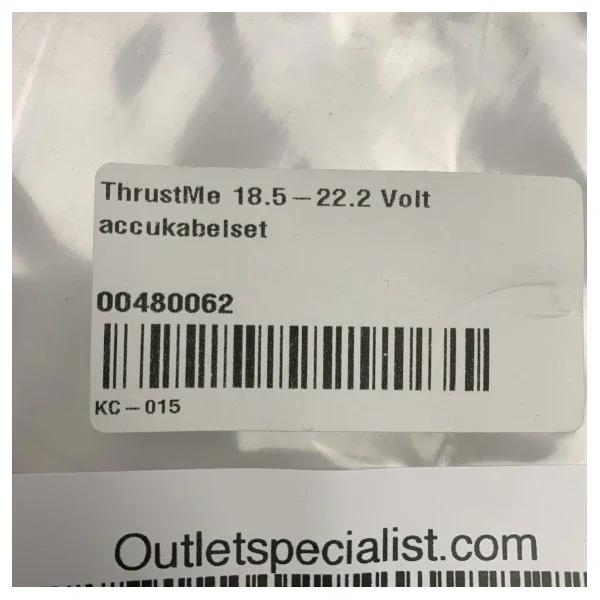 ThrustMe 18.5–22.2 Volt
accukabelset
00480062
KC–015
Outletspecialist.com